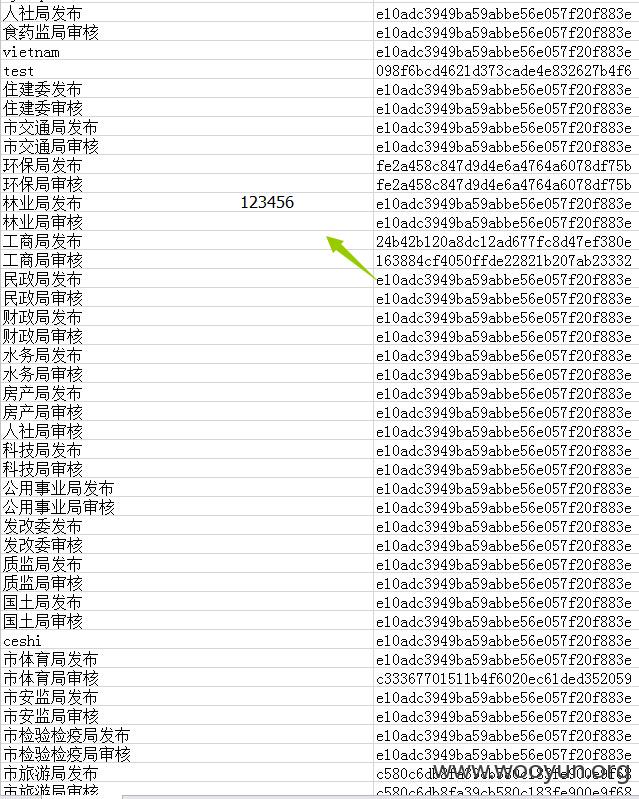 人社局发布 e10adc3949ba59abbe56e057f20f883e
食药监局审核 e10adc3949ba59abbe56e057f20f883e
vietnam e10adc3949ba59abbe56e057f20f883e
test 098f6bcd4621d373cade4e832627b4f6
住建委发布 e10adc3949ba59abbe56e057f20f883e
住建委审核 e10adc3949ba59abbe56e057f20f883e
市交通局发布 e10adc3949ba59abbe56e057f20f883e
市交通局审核 e10adc3949ba59abbe56e057f20f883e
环保局发布 fe2a458c847d9d4e6a4764a6078df75b
环保局审核 fe2a458c847d9d4e6a4764a6078df75b
林业局发布 123456 e10adc3949ba59abbe56e057f20f883e
林业局审核 e10adc3949ba59abbe56e057f20f883e
工商局发布 24b42b120a8dc12ad677fc8d47ef380e
工商局审核 163884cf4050ffde22821b207ab23332
民政局发布 e10adc3949ba59abbe56e057f20f883e
民政局审核 e10adc3949ba59abbe56e057f20f883e
财政局发布 e10adc3949ba59abbe56e057f20f883e
财政局审核 e10adc3949ba59abbe56e057f20f883e
水务局发布 e10adc3949ba59abbe56e057f20f883e
水务局审核 e10adc3949ba59abbe56e057f20f883e
房产局发布 e10adc3949ba59abbe56e057f20f883e
房产局审核 e10adc3949ba59abbe56e057f20f883e
人社局审核 e10adc3949ba59abbe56e057f20f883e
科技局发布 e10adc3949ba59abbe56e057f20f883e
科技局审核 e10adc3949ba59abbe56e057f20f883e
公用事业局发布 e10adc3949ba59abbe56e057f20f883e
公用事业局审核 e10adc3949ba59abbe56e057f20f883e
发改委发布 e10adc3949ba59abbe56e057f20f883e
发改委审核 e10adc3949ba59abbe56e057f20f883e
质监局发布 e10adc3949ba59abbe56e057f20f883e
质监局审核 e10adc3949ba59abbe56e057f20f883e
国土局发布 e10adc3949ba59abbe56e057f20f883e
国土局审核 e10adc3949ba59abbe56e057f20f883e
ceshi e10adc3949ba59abbe56e057f20f883e
市体育局发布 e10adc3949ba59abbe56e057f20f883e
市体育局审核 c33367701511b4f6020ec61ded352059
市安监局发布 e10adc3949ba59abbe56e057f20f883e
市安监局审核 e10adc3949ba59abbe56e057f20f883e
市检验检疫局发布 e10adc3949ba59abbe56e057f20f883e
市检验检疫局审核 e10adc3949ba59abbe56e057f20f883e
市旅游局发布
市旅游局审核 c580c6db8fa39cb580c183fe900e9f68
www.wooyun.org